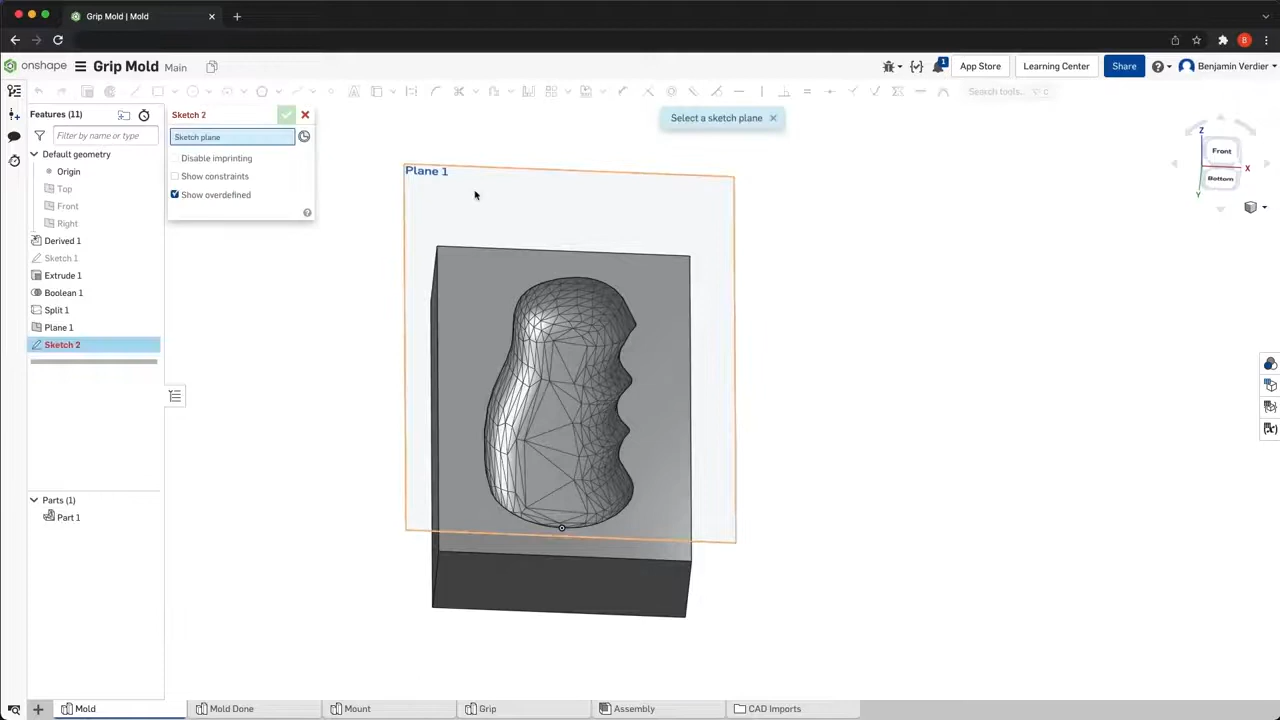 Grip Mold | Mold
onshape
Grip Mold
Main
1
App Store
Learning Center
Share
Benjamin Verdier
B
Search tools..
Features (11)
Filter by name or type
Default geometry
Origin
Top
Front
Right
Derived 1
Sketch 1
Extrude 1
Boolean 1
Split 1
Plane 1
Sketch 2
Parts (1)
Part 1
Sketch 2
Sketch plane
Disable imprinting
Show constraints
Show overdefined
Select a sketch plane
Plane 1
Z
Front
X
Bottom
Y
Mold
Mold Done
Mount
Grip
Assembly
CAD Imports